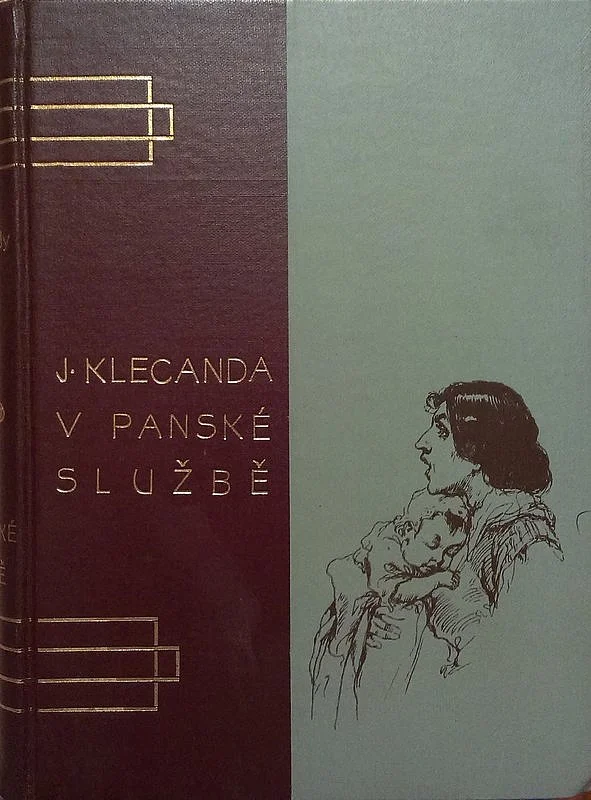 J. KLECANDA
V PANSKÉ
SLUŽBĚ